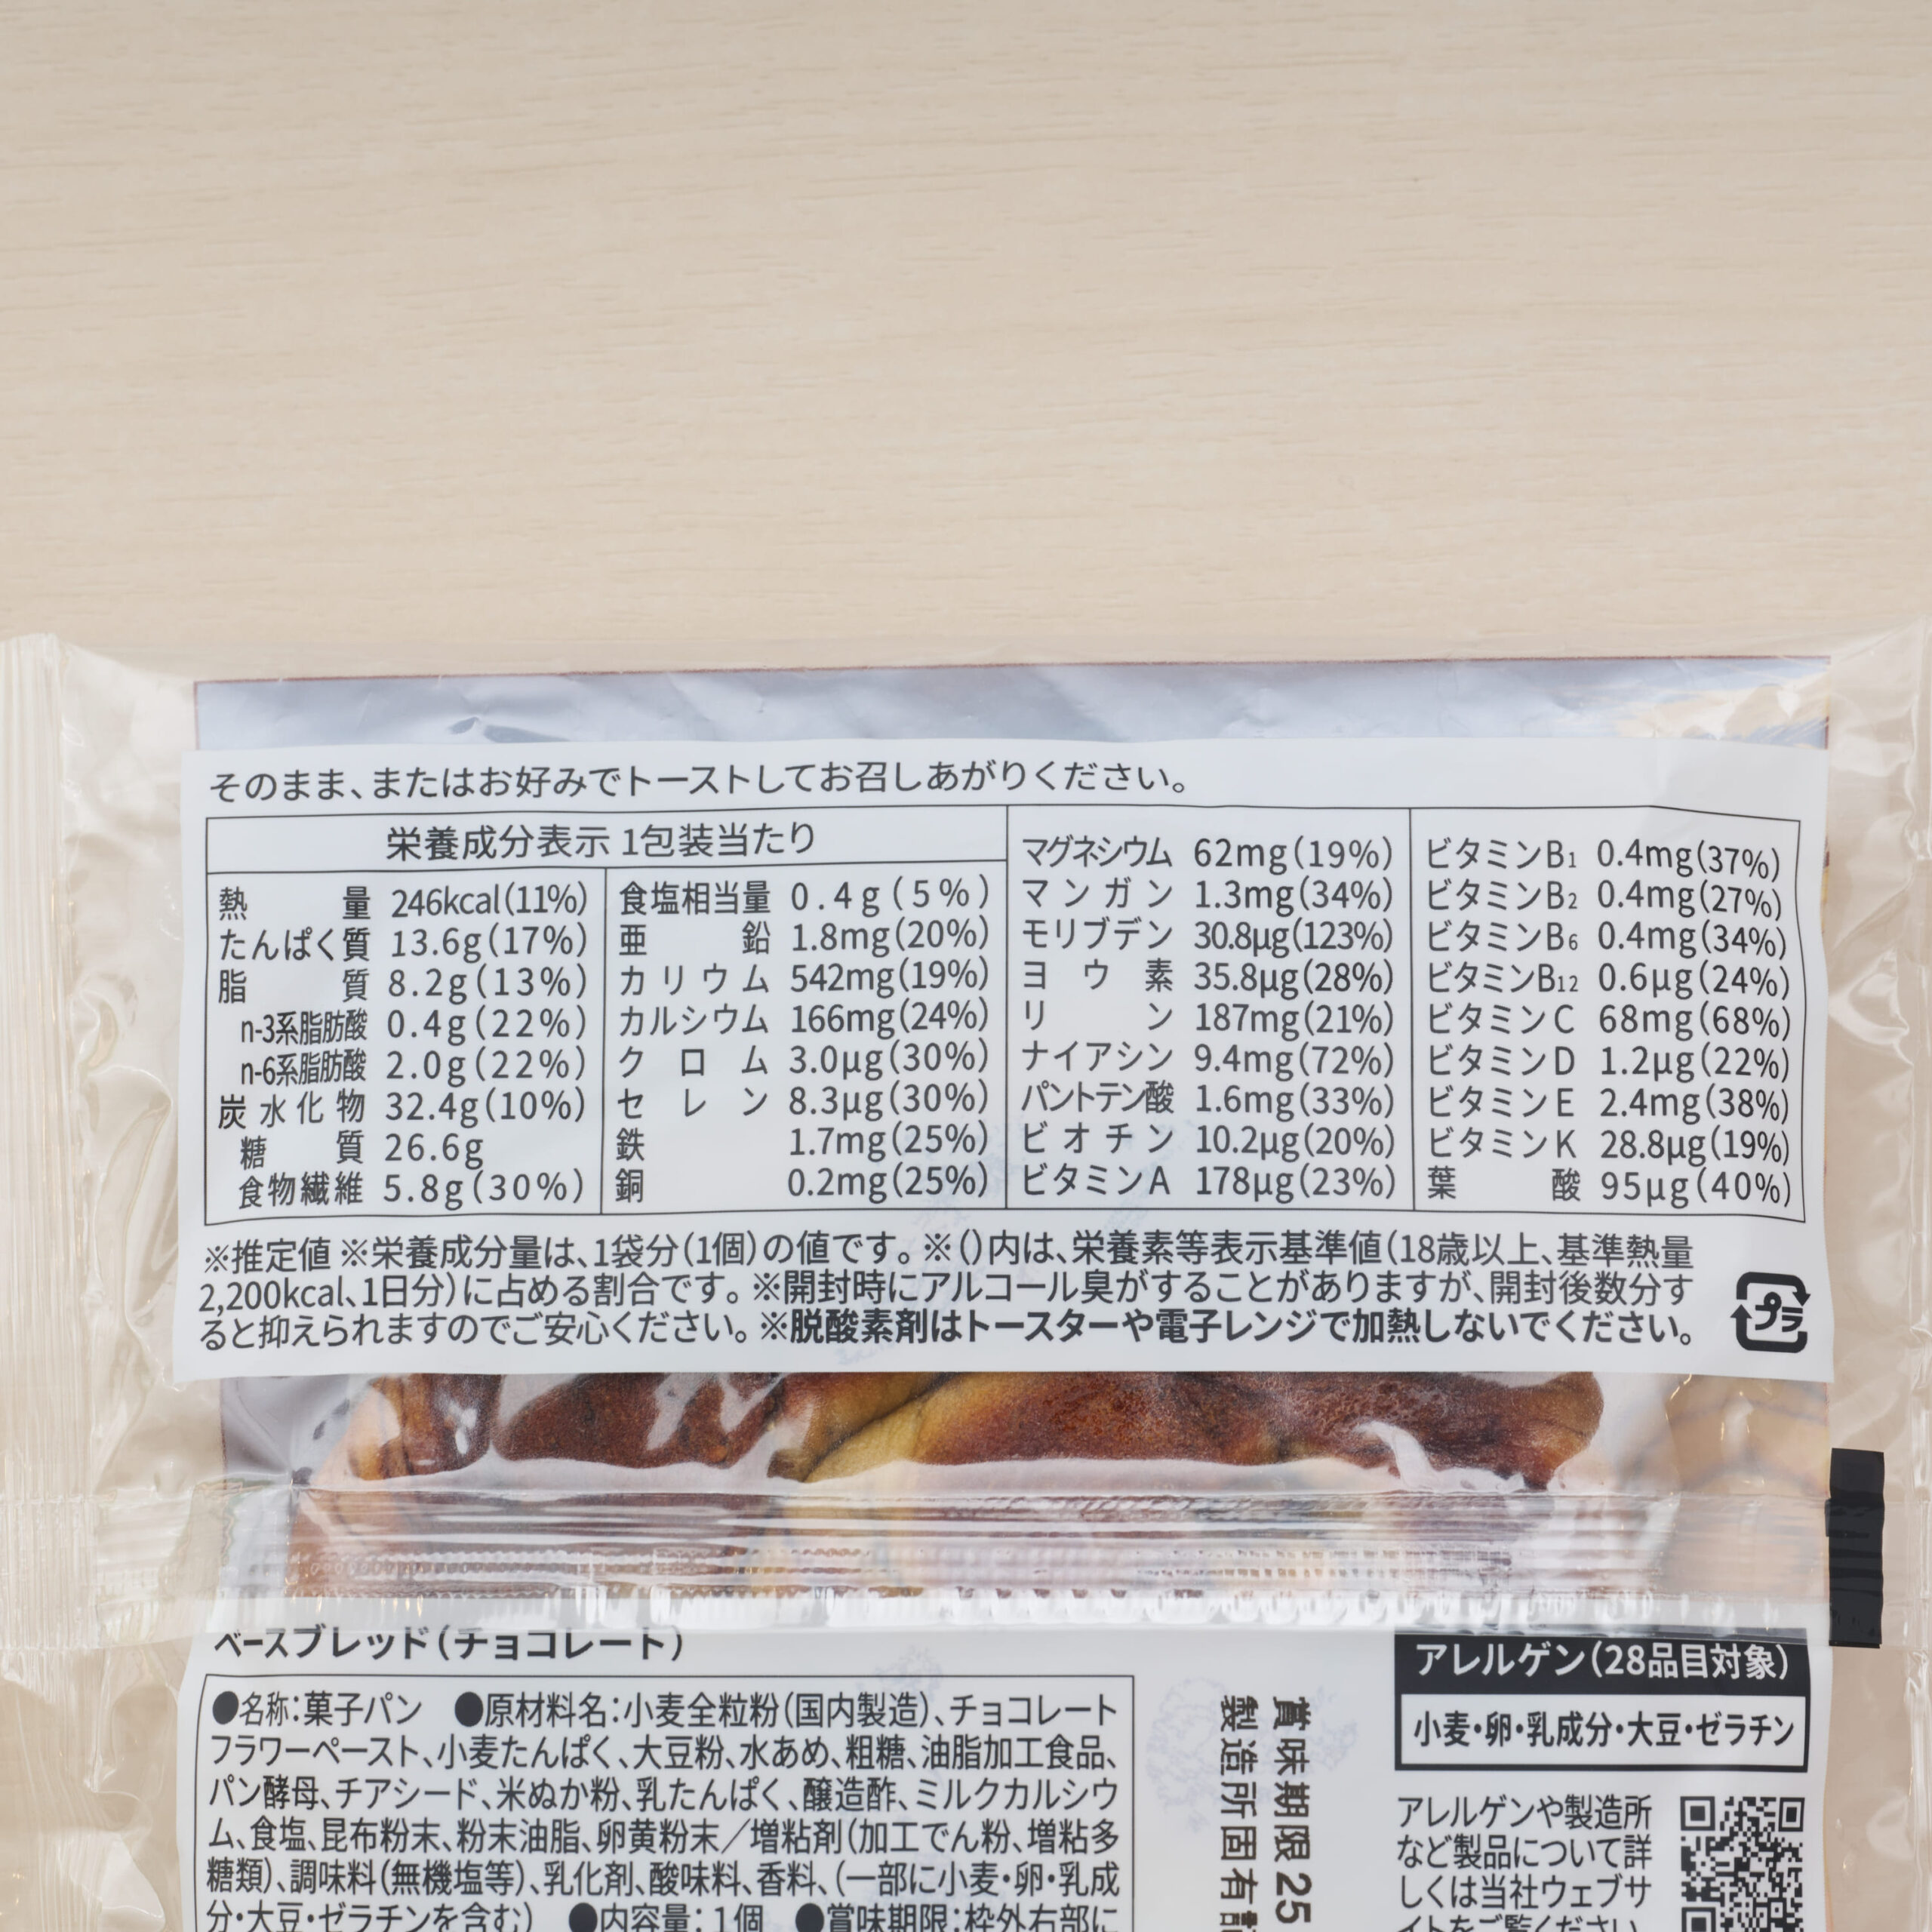 そのまま、またはお好みでトーストしてお召しあがりください。
栄養成分表示 1包装当たり
熱量 246kcal(11%)
たんぱく質 13.6g(17%)
脂質 8.2g(13%)
n-3系脂肪酸 0.4g(22%)
n-6系脂肪酸 2.0g(22%)
炭水化物 32.4g(10%)
糖質 26.6g
食物繊維 5.8g(30%)
食塩相当量 0.4g(5%)
亜鉛 1.8mg(20%)
カリウム 542mg(19%)
カルシウム 166mg(24%)
クロム 3.0μg(30%)
セレン 8.3μg(30%)
鉄 1.7mg(25%)
銅 0.2mg(25%)
マグネシウム 62mg(19%)
マンガン 1.3mg(34%)
モリブデン 30.8μg(123%)
ヨウ素 35.8μg(28%)
リン 187mg(21%)
ナイアシン 9.4mg(72%)
パントテン酸 1.6mg(33%)
ビオチン 10.2μg(20%)
ビタミンA 178μg(23%)
ビタミンB1 0.4mg(37%)
ビタミンB2 0.4mg(27%)
ビタミンB6 0.4mg(34%)
ビタミンB12 0.6μg(24%)
ビタミンC 68mg(68%)
ビタミンD 1.2μg(22%)
ビタミンE 2.4mg(38%)
ビタミンK 28.8μg(19%)
葉酸 95μg(40%)
※推定値 ※栄養成分量は、1袋分(1個)の値です。※()内は、栄養素等表示基準値(18歳以上、基準熱量
2,200kcal、1日分)に占める割合です。※開封時にアルコール臭がすることがありますが、開封後数分す
ると抑えられますのでご安心ください。※脱酸素剤はトースターや電子レンジで加熱しないでください。
プラ
ベースブレッド(チョコレート)
●名称:菓子パン ●原材料名:小麦全粒粉(国内製造)、チョコレート
フラワーペースト、小麦たんぱく、大豆粉、水あめ、粗糖、油脂加工食品、
パン酵母、チアシード、米ぬか粉、乳たんぱく、醸造酢、ミルクカルシウ
ム、食塩、昆布粉末、粉末油脂、卵黄粉末/増粘剤(加工でん粉、増粘多
糖類)、調味料(無機塩等)、乳化剤、酸味料、香料、(一部に小麦・卵・乳成
分・大豆・ゼラチンを含む) ●内容量:1個 ●賞味期限:枠外右部に
賞味期限 25
製造所固有記
アレルゲン(28品目対象)
小麦・卵・乳成分・大豆・ゼラチン
アレルゲンや製造所
など製品について詳
しくは当社ウェブサ
イトをご覧ください